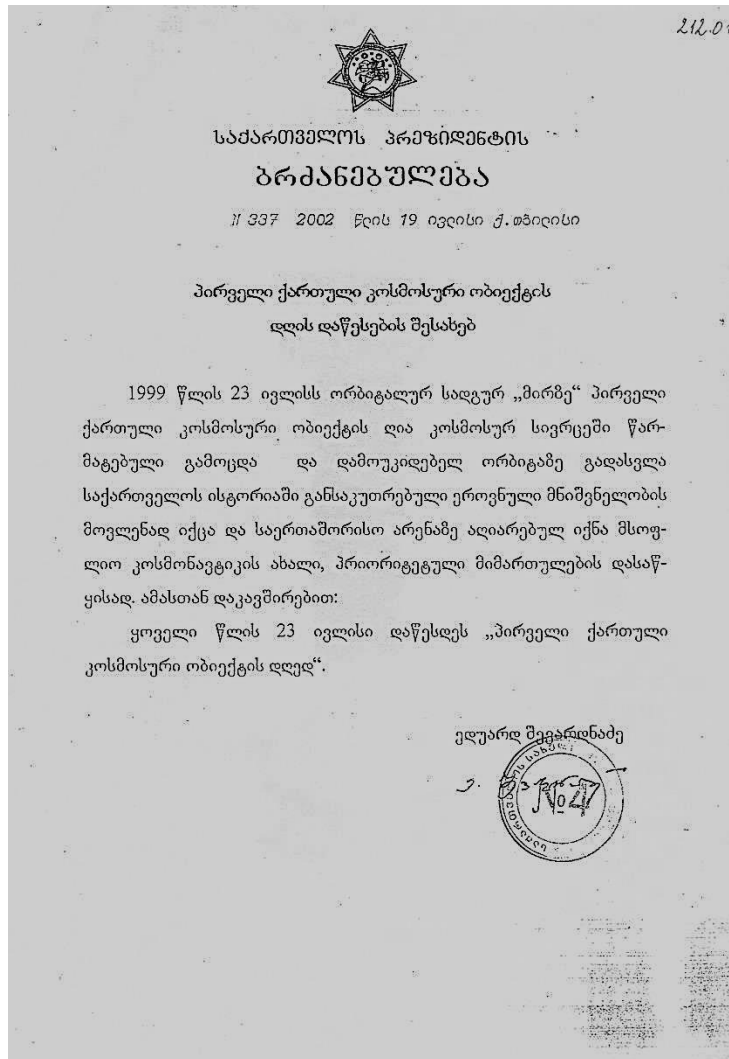 212.0
საქართველოს პრეზიდენტის
ბრძანებულება
N 337 2002 წლის 19 ივლისი ქ. თბილისი
პირველი ქართული კოსმოსური ობიექტის
დღის დაწესების შესახებ
1999 წლის 23 ივლისს ორბიტალურ სადგურ „მირზე“ პირველი
ქართული კოსმოსური ობიექტის ღია კოსმოსურ სივრცეში წარ-
მატებული გამოცდა და დამოუკიდებელ ორბიტაზე გადასვლა
საქართველოს ისტორიაში განსაკუთრებული ეროვნული მნიშვნელობის
მოვლენად იქცა და საერთაშორისო არენაზე აღიარებულ იქნა მსოფ-
ლიო კოსმონავტიკის ახალი, პრიორიტეტული მიმართულების დასაწ-
ყისად. ამასთან დაკავშირებით:
ყოველი წლის 23 ივლისი დაწესდეს „პირველი ქართული
კოსმოსური ობიექტის დღედ“.
ედუარდ შევარდნაძე
№ 27